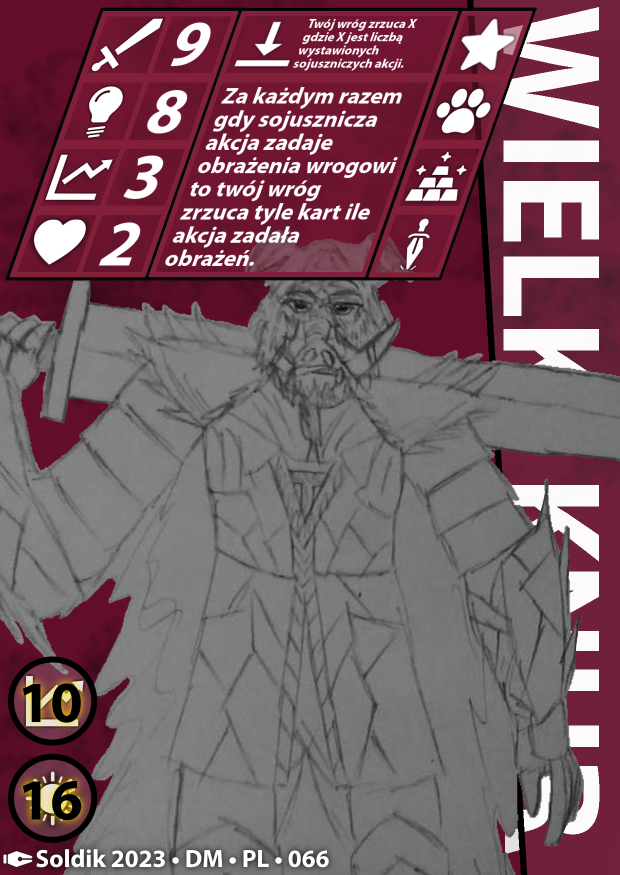 9
8
3
2
Twój wróg zrzuca X
gdzie X jest liczbą
wystawionych
sojuszniczych akcji.
Za każdym razem
gdy sojusznicza
akcja zadaje
obrażenia wrogowi
to twój wróg
zrzuca tyle kart ile
akcja zadała
obrażeń.
10
16
Soldik 2023 • DM • PL • 066